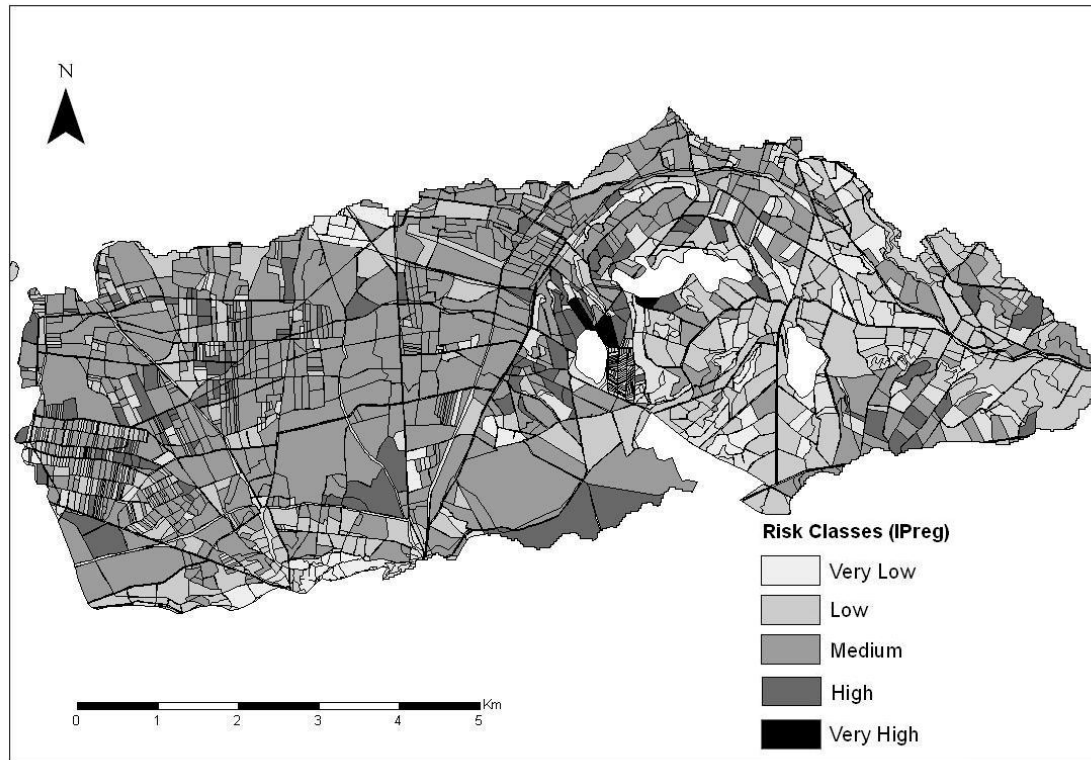 N
Risk Classes (IPreg)
Very Low
Low
Medium
High
Very High
Km
0 1 2 3 4 5